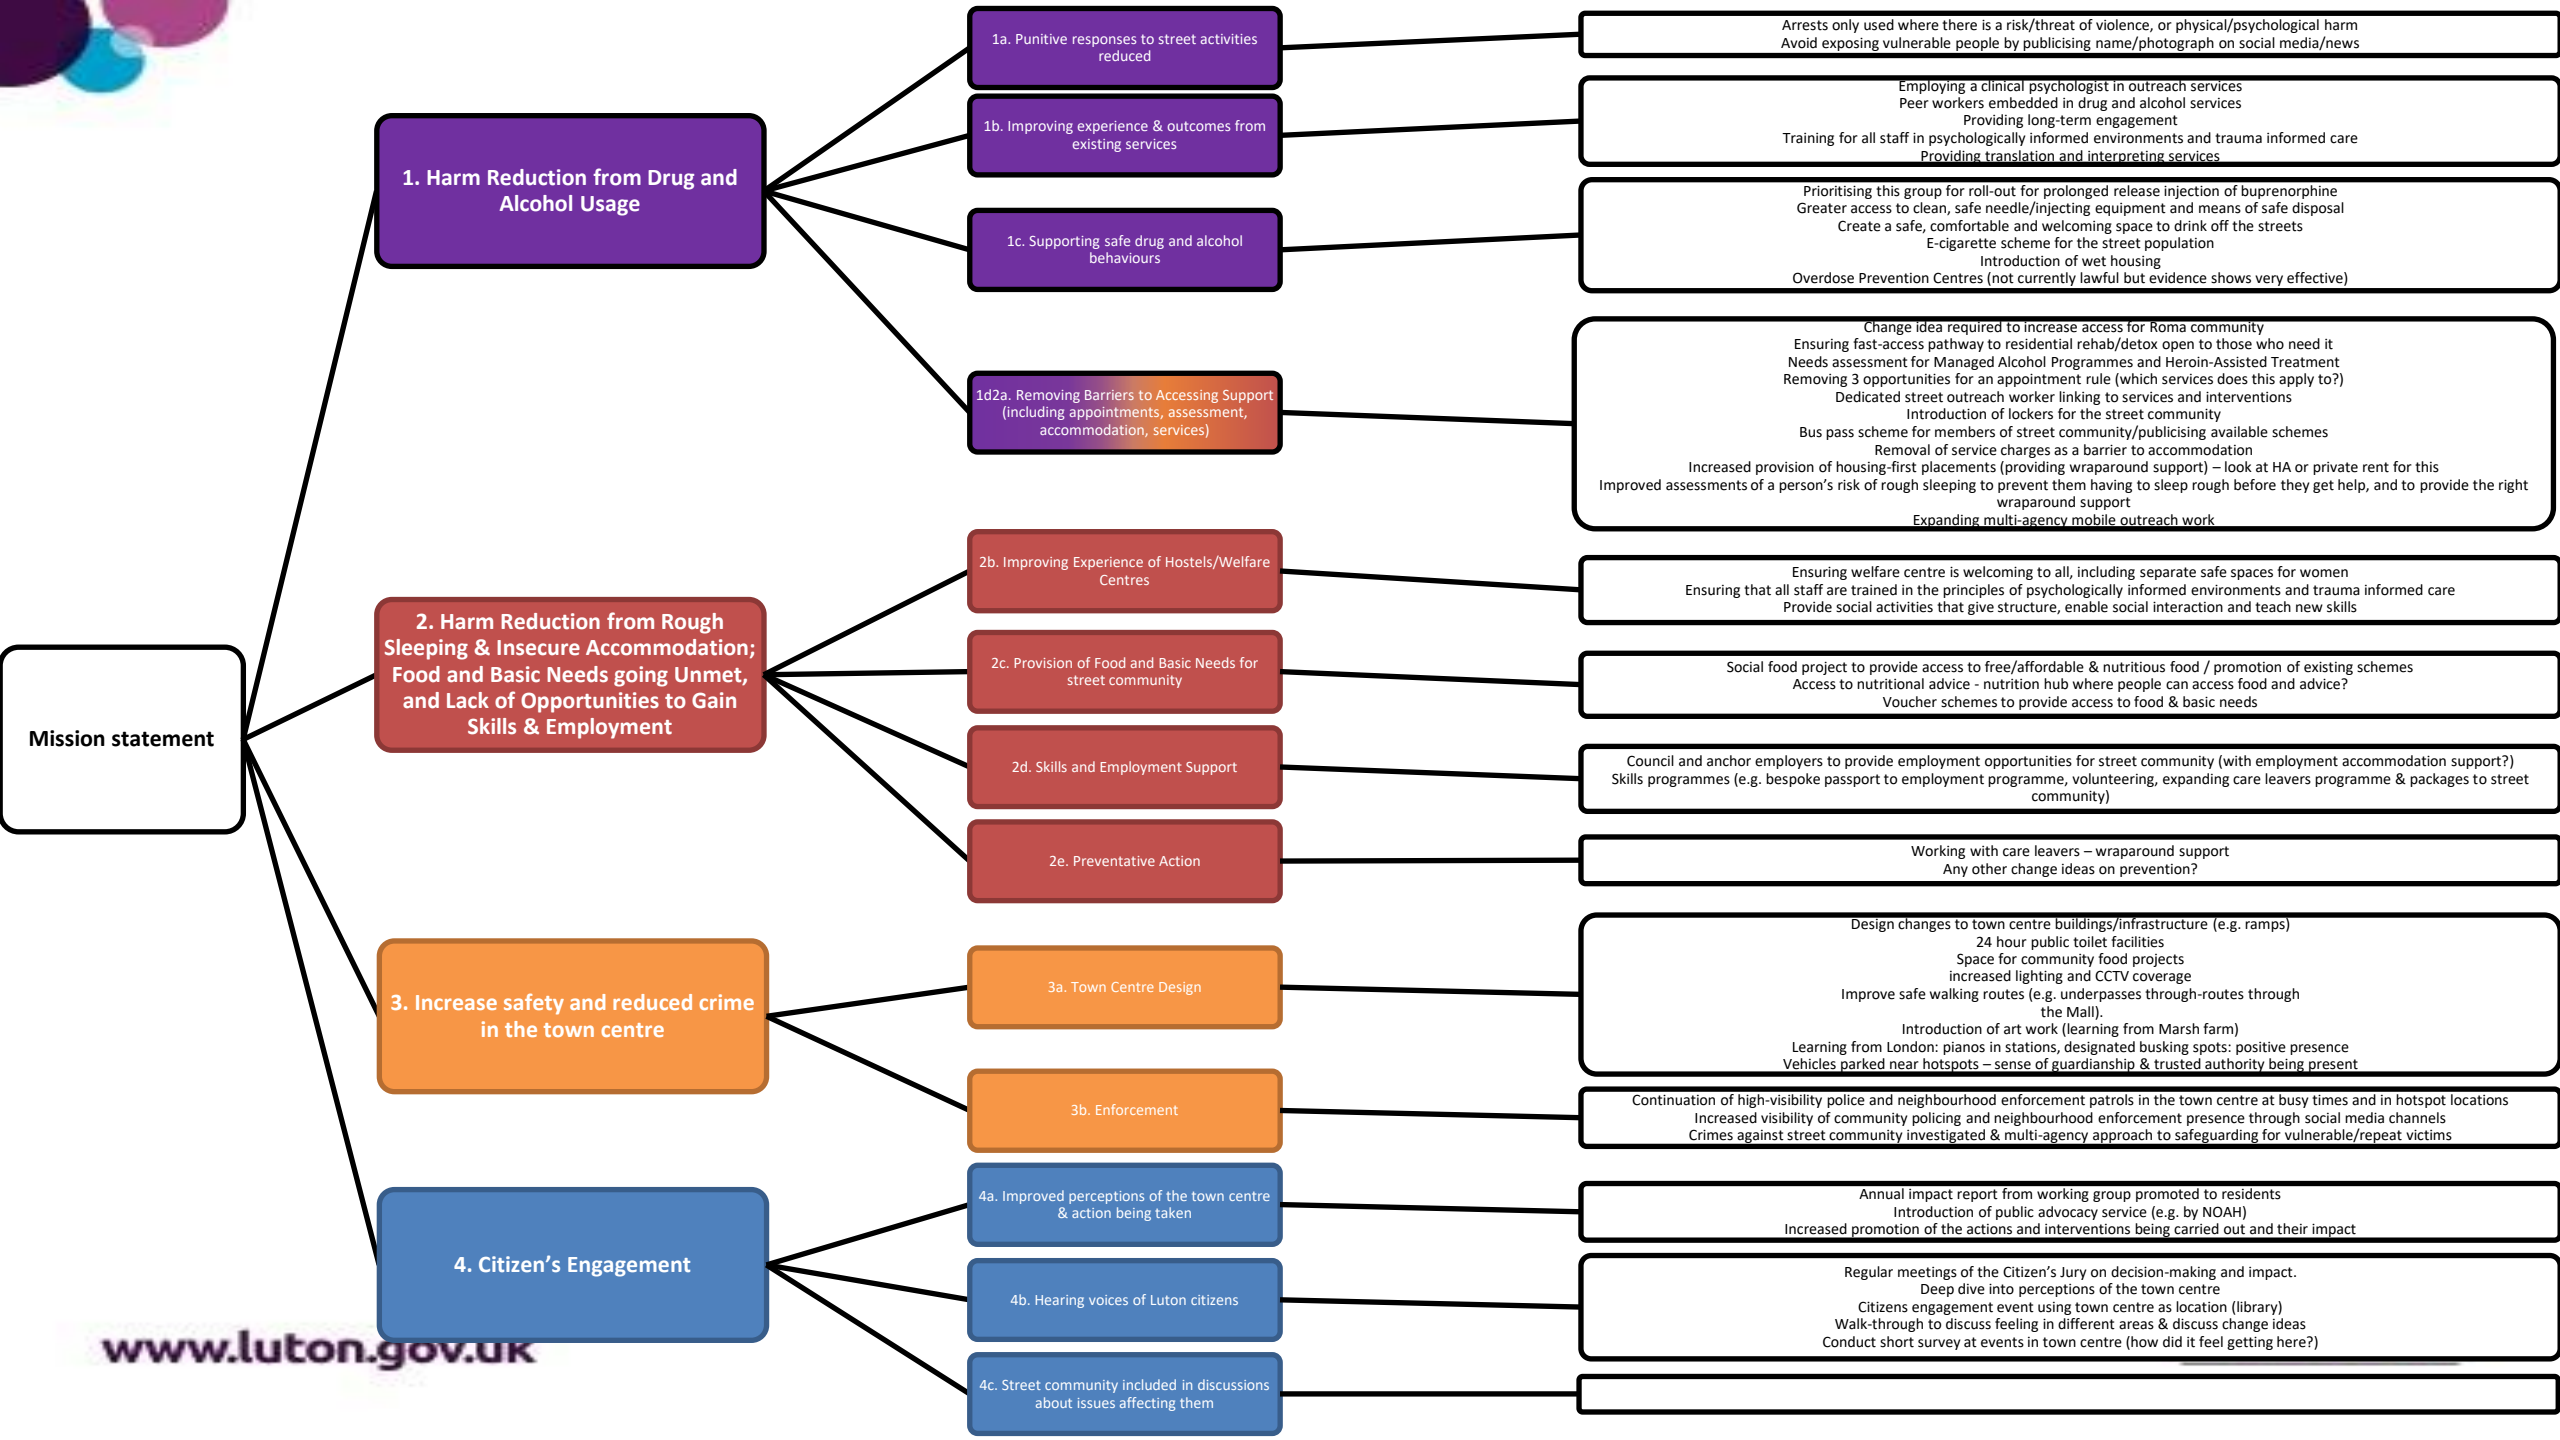 Mission statement
1. Harm Reduction from Drug and
Alcohol Usage
1a. Punitive responses to street activities
reduced
Arrests only used where there is a risk/threat of violence, or physical/psychological harm
Avoid exposing vulnerable people by publicising name/photograph on social media/news
1b. Improving experience & outcomes from
existing services
Employing a clinical psychologist in outreach services
Peer workers embedded in drug and alcohol services
Providing long-term engagement
Training for all staff in psychologically informed environments and trauma informed care
Providing translation and interpreting services
1c. Supporting safe drug and alcohol
behaviours
Prioritising this group for roll-out for prolonged release injection of buprenorphine
Greater access to clean, safe needle/injecting equipment and means of safe disposal
Create a safe, comfortable and welcoming space to drink off the streets
E-cigarette scheme for the street population
Introduction of wet housing
Overdose Prevention Centres (not currently lawful but evidence shows very effective)
1d2a. Removing Barriers to Accessing Support
(including appointments, assessment,
accommodation, services)
Change idea required to increase access for Roma community
Ensuring fast-access pathway to residential rehab/detox open to those who need it
Needs assessment for Managed Alcohol Programmes and Heroin-Assisted Treatment
Removing 3 opportunities for an appointment rule (which services does this apply to?)
Dedicated street outreach worker linking to services and interventions
Introduction of lockers for the street community
Bus pass scheme for members of street community/publicising available schemes
Removal of service charges as a barrier to accommodation
Increased provision of housing-first placements (providing wraparound support) – look at HA or private rent for this
Improved assessments of a person's risk of rough sleeping to prevent them having to sleep rough before they get help, and to provide the right
wraparound support
Expanding multi-agency mobile outreach work
2. Harm Reduction from Rough
Sleeping & Insecure Accommodation;
Food and Basic Needs going Unmet,
and Lack of Opportunities to Gain
Skills & Employment
2b. Improving Experience of Hostels/Welfare
Centres
Ensuring welfare centre is welcoming to all, including separate safe spaces for women
Ensuring that all staff are trained in the principles of psychologically informed environments and trauma informed care
Provide social activities that give structure, enable social interaction and teach new skills
2c. Provision of Food and Basic Needs for
street community
Social food project to provide access to free/affordable & nutritious food / promotion of existing schemes
Access to nutritional advice - nutrition hub where people can access food and advice?
Voucher schemes to provide access to food & basic needs
2d. Skills and Employment Support
Council and anchor employers to provide employment opportunities for street community (with employment accommodation support?)
Skills programmes (e.g. bespoke passport to employment programme, volunteering, expanding care leavers programme & packages to street
community)
2e. Preventative Action
Working with care leavers – wraparound support
Any other change ideas on prevention?
3. Increase safety and reduced crime
in the town centre
3a. Town Centre Design
Design changes to town centre buildings/infrastructure (e.g. ramps)
24 hour public toilet facilities
Space for community food projects
increased lighting and CCTV coverage
Improve safe walking routes (e.g. underpasses through-routes through
the Mall).
Introduction of art work (learning from Marsh farm)
Learning from London: pianos in stations, designated busking spots: positive presence
Vehicles parked near hotspots – sense of guardianship & trusted authority being present
3b. Enforcement
Continuation of high-visibility police and neighbourhood enforcement patrols in the town centre at busy times and in hotspot locations
Increased visibility of community policing and neighbourhood enforcement presence through social media channels
Crimes against street community investigated & multi-agency approach to safeguarding for vulnerable/repeat victims
4. Citizen's Engagement
4a. Improved perceptions of the town centre
& action being taken
Annual impact report from working group promoted to residents
Introduction of public advocacy service (e.g. by NOAH)
Increased promotion of the actions and interventions being carried out and their impact
4b. Hearing voices of Luton citizens
Regular meetings of the Citizen's Jury on decision-making and impact.
Deep dive into perceptions of the town centre
Citizens engagement event using town centre as location (library)
Walk-through to discuss feeling in different areas & discuss change ideas
Conduct short survey at events in town centre (how did it feel getting here?)
4c. Street community included in discussions
about issues affecting them
www.luton.gov.uk